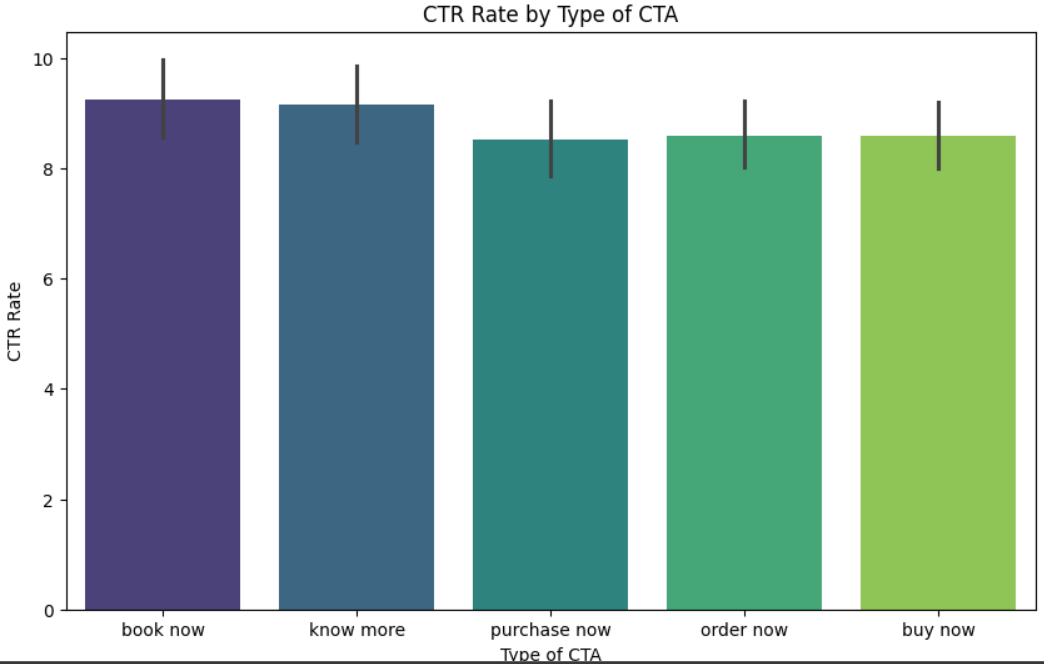 CTR Rate by Type of CTA
10
8
6
4
2
0
CTR Rate
book now
know more
purchase now
order now
buy now
Type of CTA